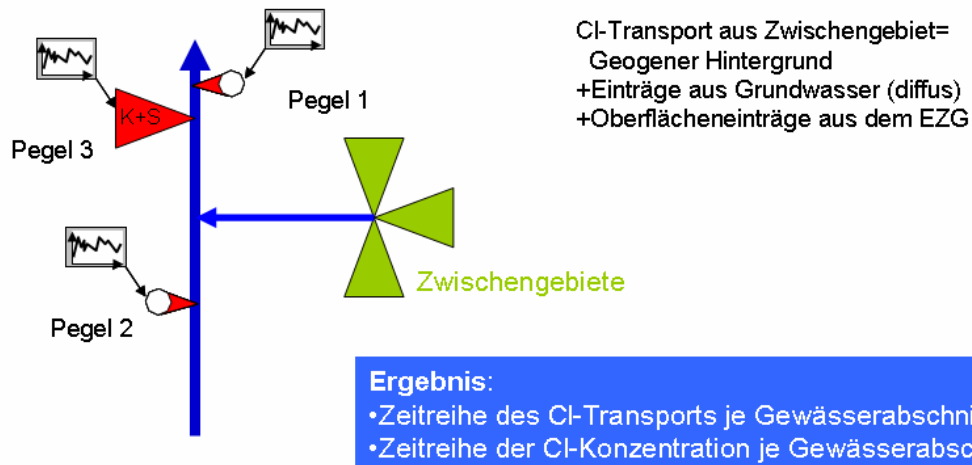 Cl-Transport aus Zwischengebiet=
Geogener Hintergrund
+Einträge aus Grundwasser (diffus)
+Oberflächeneinträge aus dem EZG
Pegel 1
K+S
Pegel 3
Zwischengebiete
Pegel 2
Ergebnis:
•Zeitreihe des Cl-Transports je Gewässerabschni
•Zeitreihe der Cl-Konzentration je Gewässerabsc